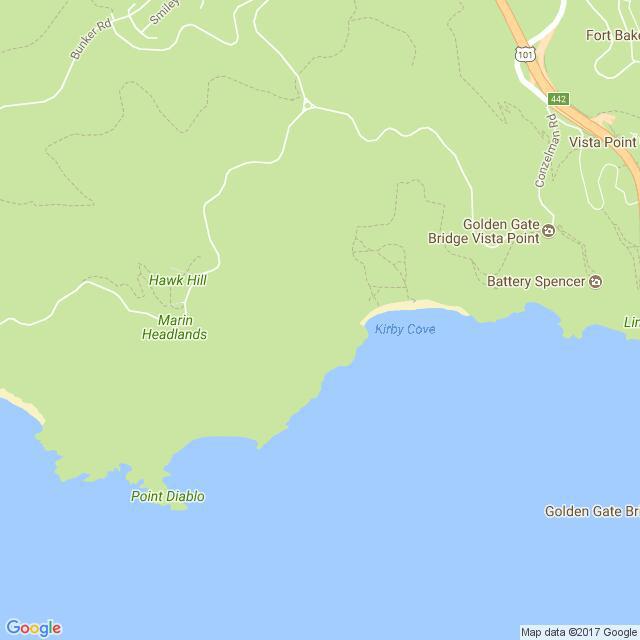 Smiley
Bunker Rd
Fort Bake
101
442
Vista Point
Conzelman Rd
Golden Gate
Bridge Vista Point
Hawk Hill
Battery Spencer
Marin
Headlands
Kirby Cove
Lin
Point Diablo
Golden Gate Bri
Google
Map data ©2017 Google